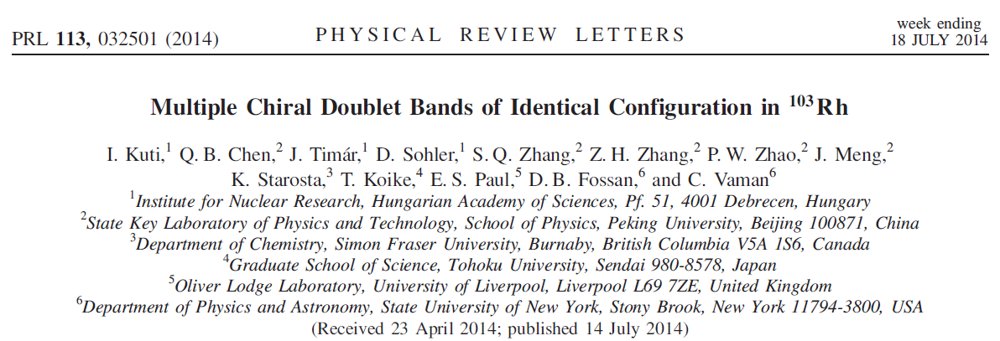 PRL 113, 032501 (2014)
PHYSICAL REVIEW LETTERS
week ending
18 JULY 2014
Multiple Chiral Doublet Bands of Identical Configuration in ¹⁰³Rh
I. Kuti,¹ Q. B. Chen,² J. Timár,¹ D. Sohler,¹ S. Q. Zhang,² Z. H. Zhang,² P. W. Zhao,² J. Meng,²
K. Starosta,³ T. Koike,⁴ E. S. Paul,⁵ D. B. Fossan,⁶ and C. Vaman⁶
¹Institute for Nuclear Research, Hungarian Academy of Sciences, Pf. 51, 4001 Debrecen, Hungary
²State Key Laboratory of Physics and Technology, School of Physics, Peking University, Beijing 100871, China
³Department of Chemistry, Simon Fraser University, Burnaby, British Columbia V5A 1S6, Canada
⁴Graduate School of Science, Tohoku University, Sendai 980-8578, Japan
⁵Oliver Lodge Laboratory, University of Liverpool, Liverpool L69 7ZE, United Kingdom
⁶Department of Physics and Astronomy, State University of New York, Stony Brook, New York 11794-3800, USA
(Received 23 April 2014; published 14 July 2014)